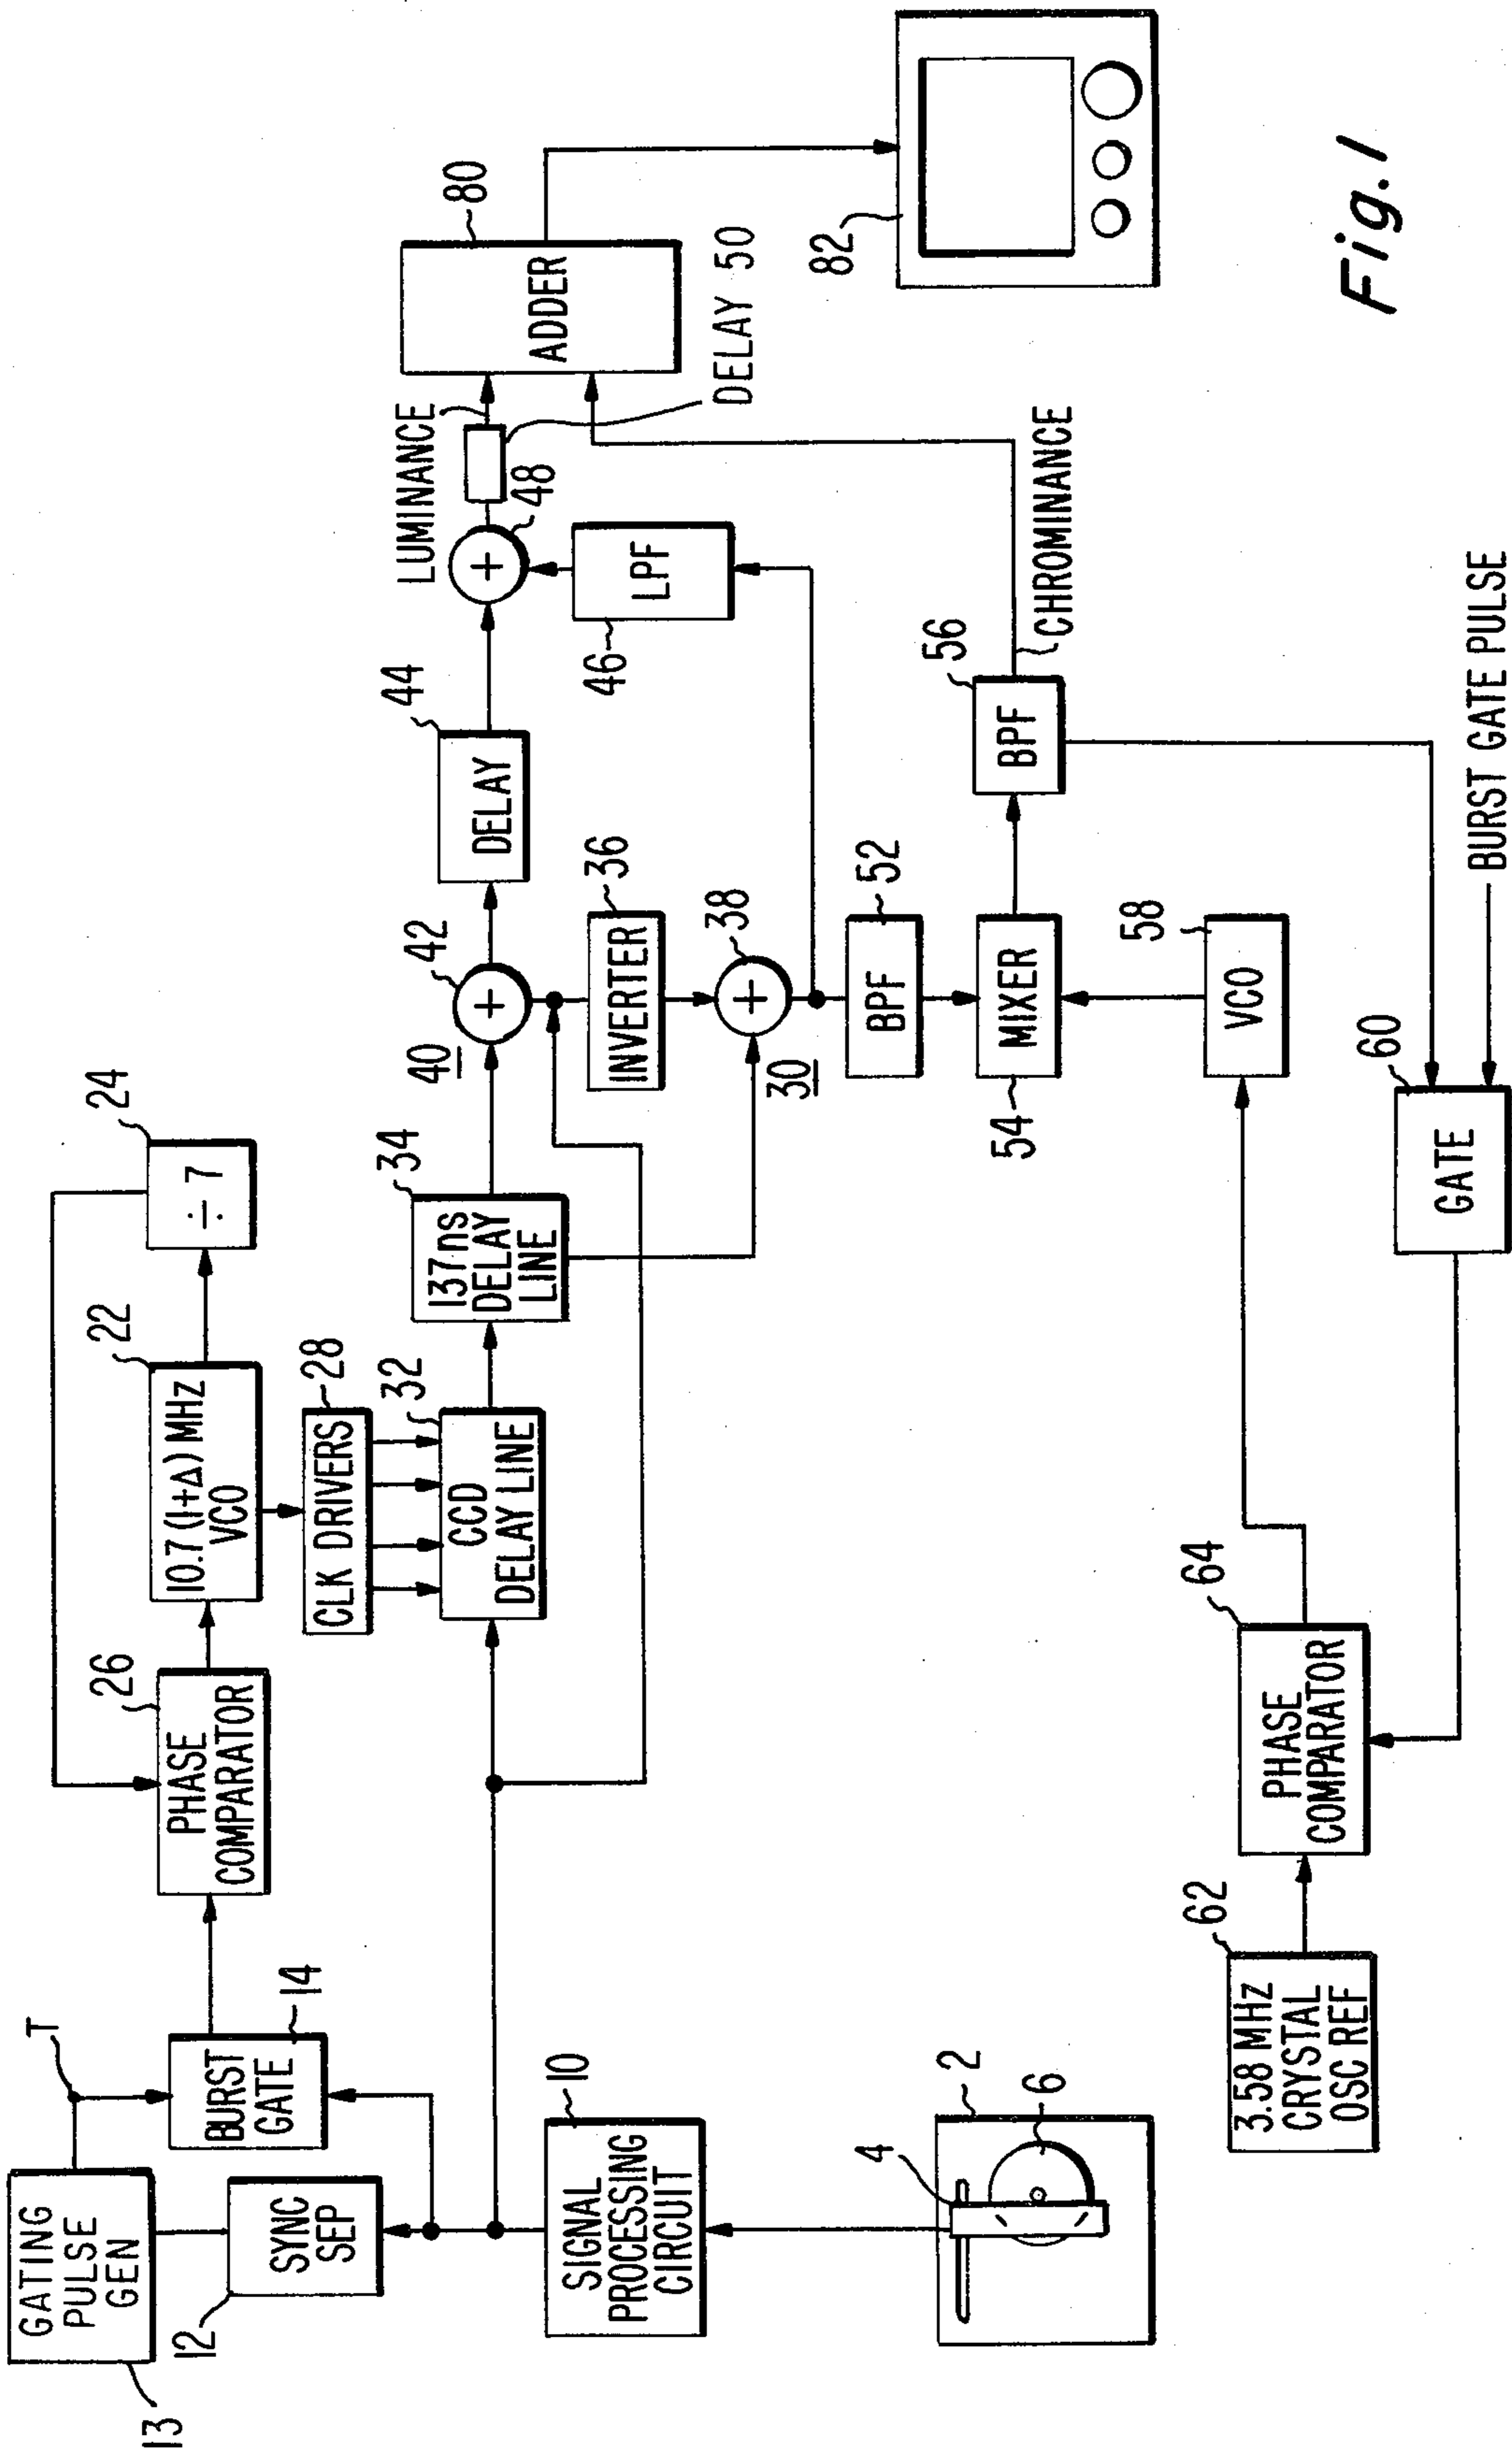 GATING
PULSE
GEN
13
T
SYNC
SEP
12
BURST
GATE
14
PHASE
COMPARATOR
26
10.7 (1+Δ) MHZ
VCO
22
÷ 7
24
CLK DRIVERS
28
CCD
DELAY LINE
32
137 ns
DELAY
LINE
34
40
+
42
DELAY
44
+
48
LUMINANCE
DELAY 50
ADDER
80
82
INVERTER
36
+
38
30
LPF
46
BPF
52
MIXER
54
BPF
56
CHROMINANCE
VCO
58
SIGNAL
PROCESSING
CIRCUIT
10
2
4
6
3.58 MHZ
CRYSTAL
OSC REF
62
PHASE
COMPARATOR
64
GATE
60
BURST GATE PULSE
Fig. 1